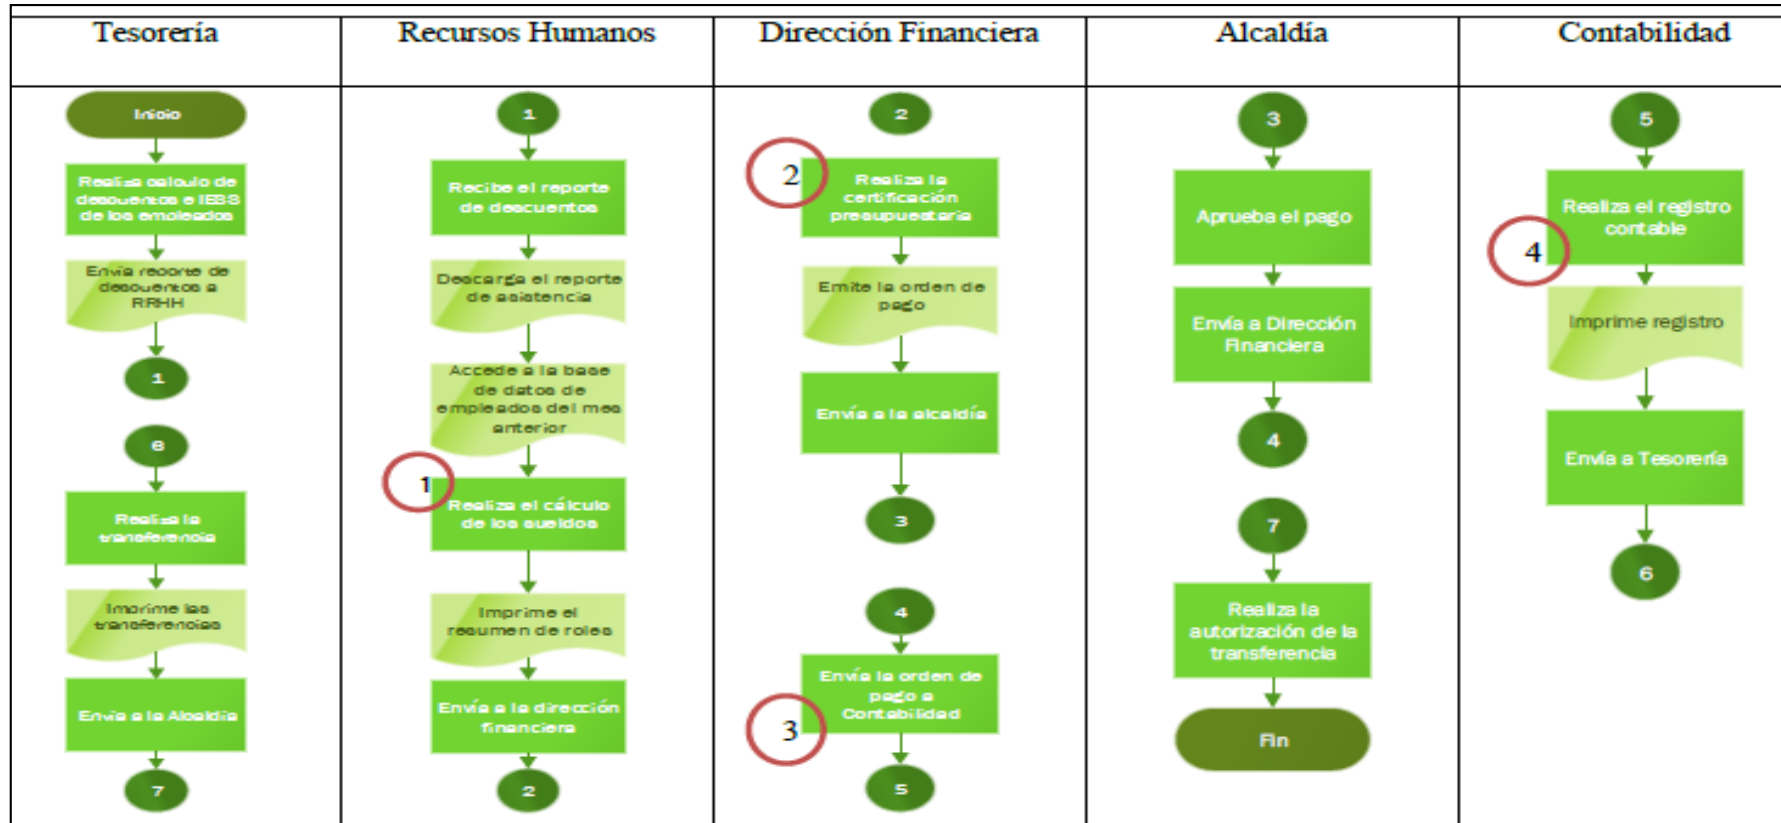 Tesorería
Recursos Humanos
Dirección Financiera
Alcaldía
Contabilidad
Inicio
Realiza calculo de
descuentos e IESS
de los empleados
Envia reporte de
descuentos a
RRHH
1
6
Realiza la
transferencia
Imprime las
transferencias
Envia a la Alcaldia
7
1
Recibe el reporte
de descuentos
Descarga el reporte
de asistencia
Accede a la base
de datos de
empleados del mes
anterior
1
Realiza el cálculo
de los sueldos
Imprime el
resumen de roles
Envía a la dirección
financiera
2
2
2
Realiza la
certificación
presupuestaria
Emite la orden de
pago
Envía a la alcaldía
3
4
Envía la orden de
pago a
Contabilidad
3
5
3
Aprueba el pago
Envía a Dirección
Financiera
4
7
Realiza la
autorización de la
transferencia
Fin
5
Realiza el registro
contable
4
Imprime registro
Envía a Tesorería
6